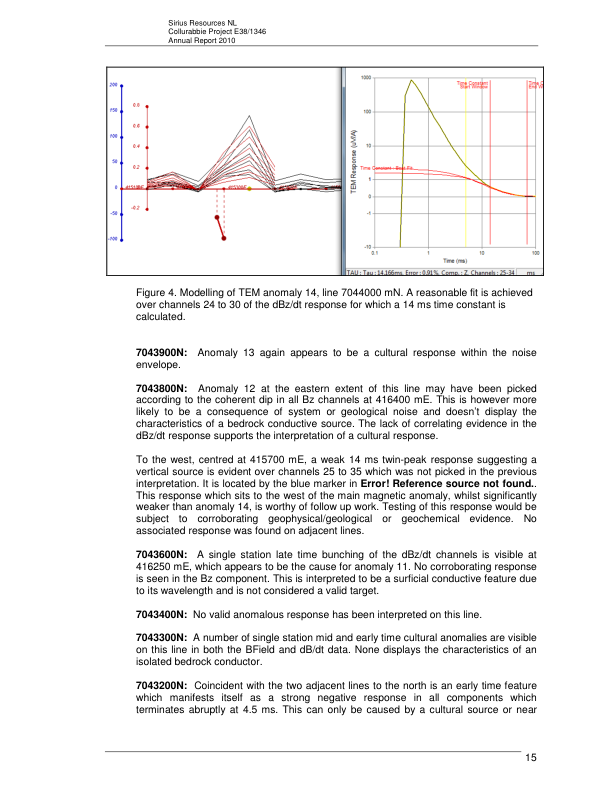 Sirius Resources NL
Collurabbie Project E38/1346
Annual Report 2010
200
150
100
50
0
-50
-100
0.8
0.6
0.4
0.2
-0.2
TEM Response (uV/fA)
1000
100
10
1
0
-1
-10
0.1
1
10
100
Time (ms)
Time Constant
Start Window
Time Co
End W
Time Constant - Best Fit
TAU : Tau : 14.166ms, Error : 0.91%, Comp. : Z, Channels : 25-34
ms
Figure 4. Modelling of TEM anomaly 14, line 7044000 mN. A reasonable fit is achieved
over channels 24 to 30 of the dBz/dt response for which a 14 ms time constant is
calculated.
7043900N: Anomaly 13 again appears to be a cultural response within the noise
envelope.
7043800N: Anomaly 12 at the eastern extent of this line may have been picked
according to the coherent dip in all Bz channels at 416400 mE. This is however more
likely to be a consequence of system or geological noise and doesn't display the
characteristics of a bedrock conductive source. The lack of correlating evidence in the
dBz/dt response supports the interpretation of a cultural response.
To the west, centred at 415700 mE, a weak 14 ms twin-peak response suggesting a
vertical source is evident over channels 25 to 35 which was not picked in the previous
interpretation. It is located by the blue marker in Error! Reference source not found..
This response which sits to the west of the main magnetic anomaly, whilst significantly
weaker than anomaly 14, is worthy of follow up work. Testing of this response would be
subject to corroborating geophysical/geological or geochemical evidence. No
associated response was found on adjacent lines.
7043600N: A single station late time bunching of the dBz/dt channels is visible at
416250 mE, which appears to be the cause for anomaly 11. No corroborating response
is seen in the Bz component. This is interpreted to be a surficial conductive feature due
to its wavelength and is not considered a valid target.
7043400N: No valid anomalous response has been interpreted on this line.
7043300N: A number of single station mid and early time cultural anomalies are visible
on this line in both the BField and dB/dt data. None displays the characteristics of an
isolated bedrock conductor.
7043200N: Coincident with the two adjacent lines to the north is an early time feature
which manifests itself as a strong negative response in all components which
terminates abruptly at 4.5 ms. This can only be caused by a cultural source or near
15